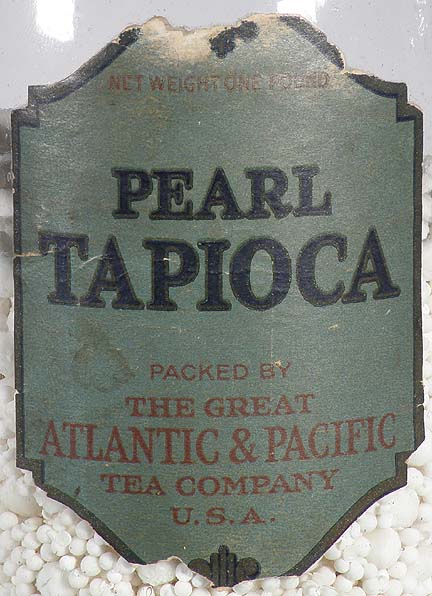 NET WEIGHT ONE POUND
PEARL
TAPIOCA
PACKED BY
THE GREAT
ATLANTIC & PACIFIC
TEA COMPANY
U.S.A.